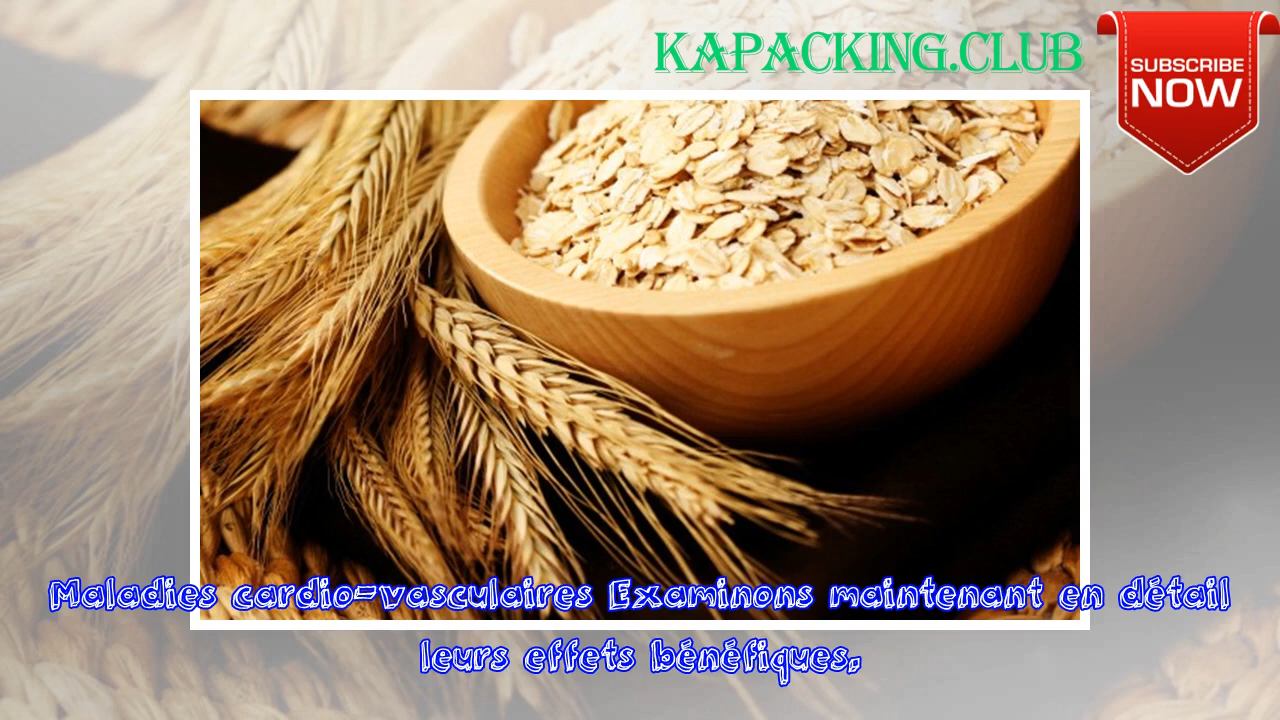 KAPACKING.CLUB
SUBSCRIBE
NOW
Maladies cardio-vasculaires Examinons maintenant en détail
leurs effets bénéfiques,